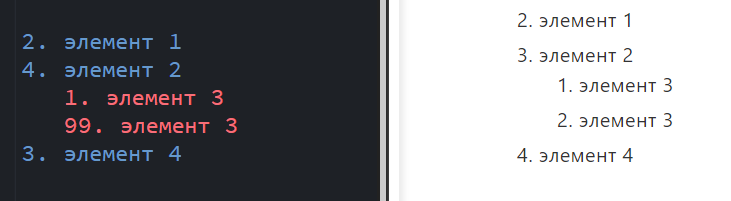 2. элемент 1
4. элемент 2
1. элемент 3
99. элемент 3
3. элемент 4
2. элемент 1
3. элемент 2
1. элемент 3
2. элемент 3
4. элемент 4